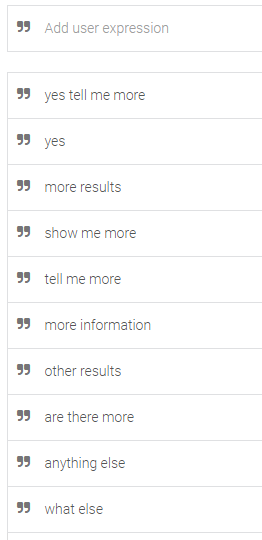 Add user expression
yes tell me more
yes
more results
show me more
tell me more
more information
other results
are there more
anything else
what else